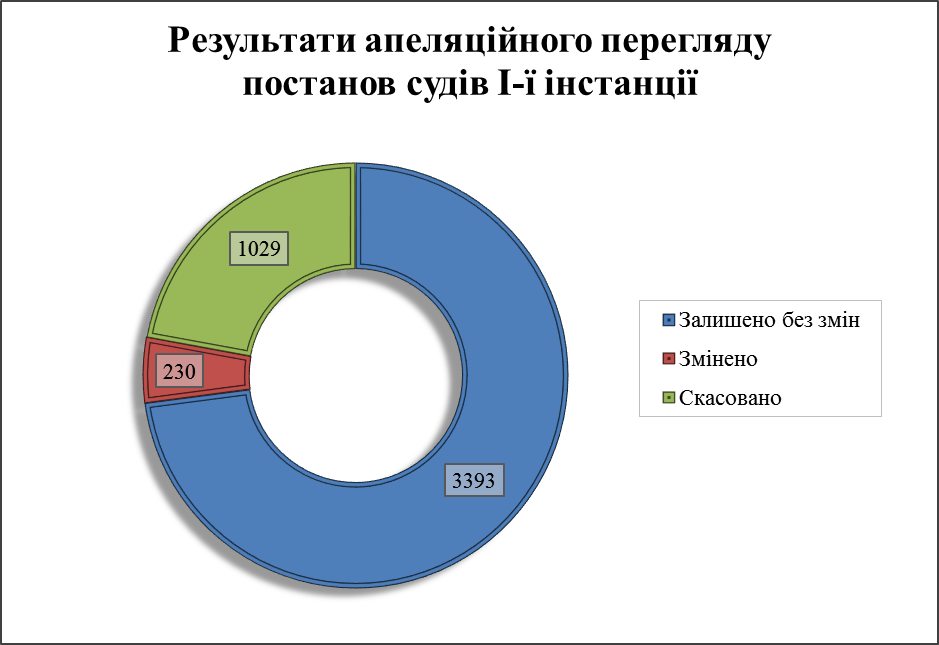 Результати апеляційного перегляду
постанов судів І-ї інстанції
1029
230
3393
Залишено без змін
Змінено
Скасовано